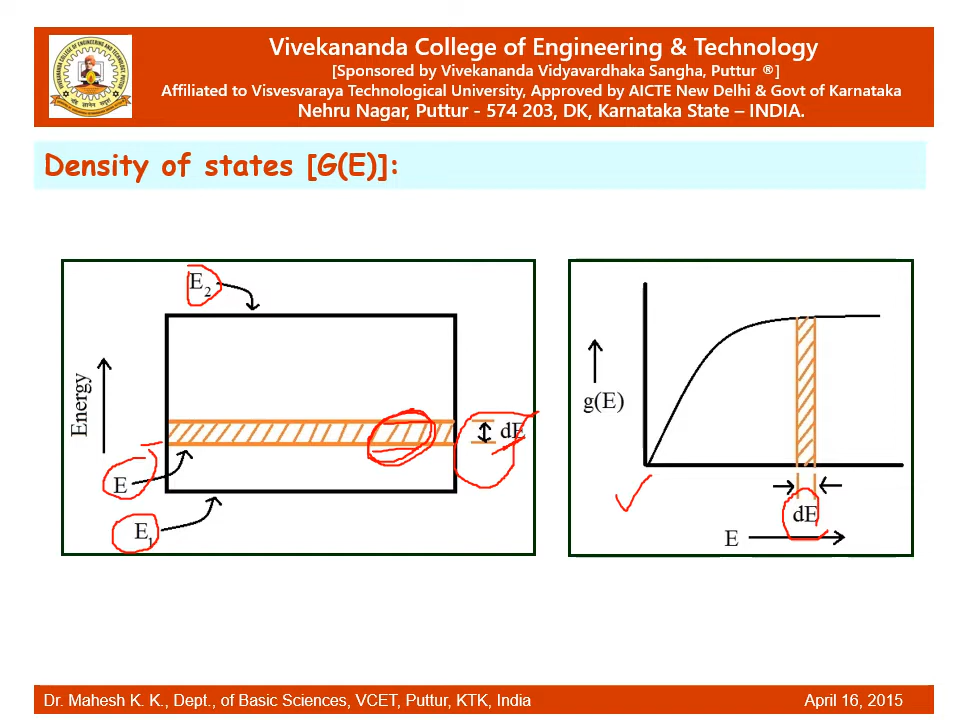 Vivekananda College of Engineering & Technology
[Sponsored by Vivekananda Vidyavardhaka Sangha, Puttur ®]
Affiliated to Visvesvaraya Technological University, Approved by AICTE New Delhi & Govt of Karnataka
Nehru Nagar, Puttur - 574 203, DK, Karnataka State – INDIA.
Density of states [G(E)]:
E2
Energy
dE
E
E1
g(E)
dE
E
Dr. Mahesh K. K., Dept., of Basic Sciences, VCET, Puttur, KTK, India
April 16, 2015